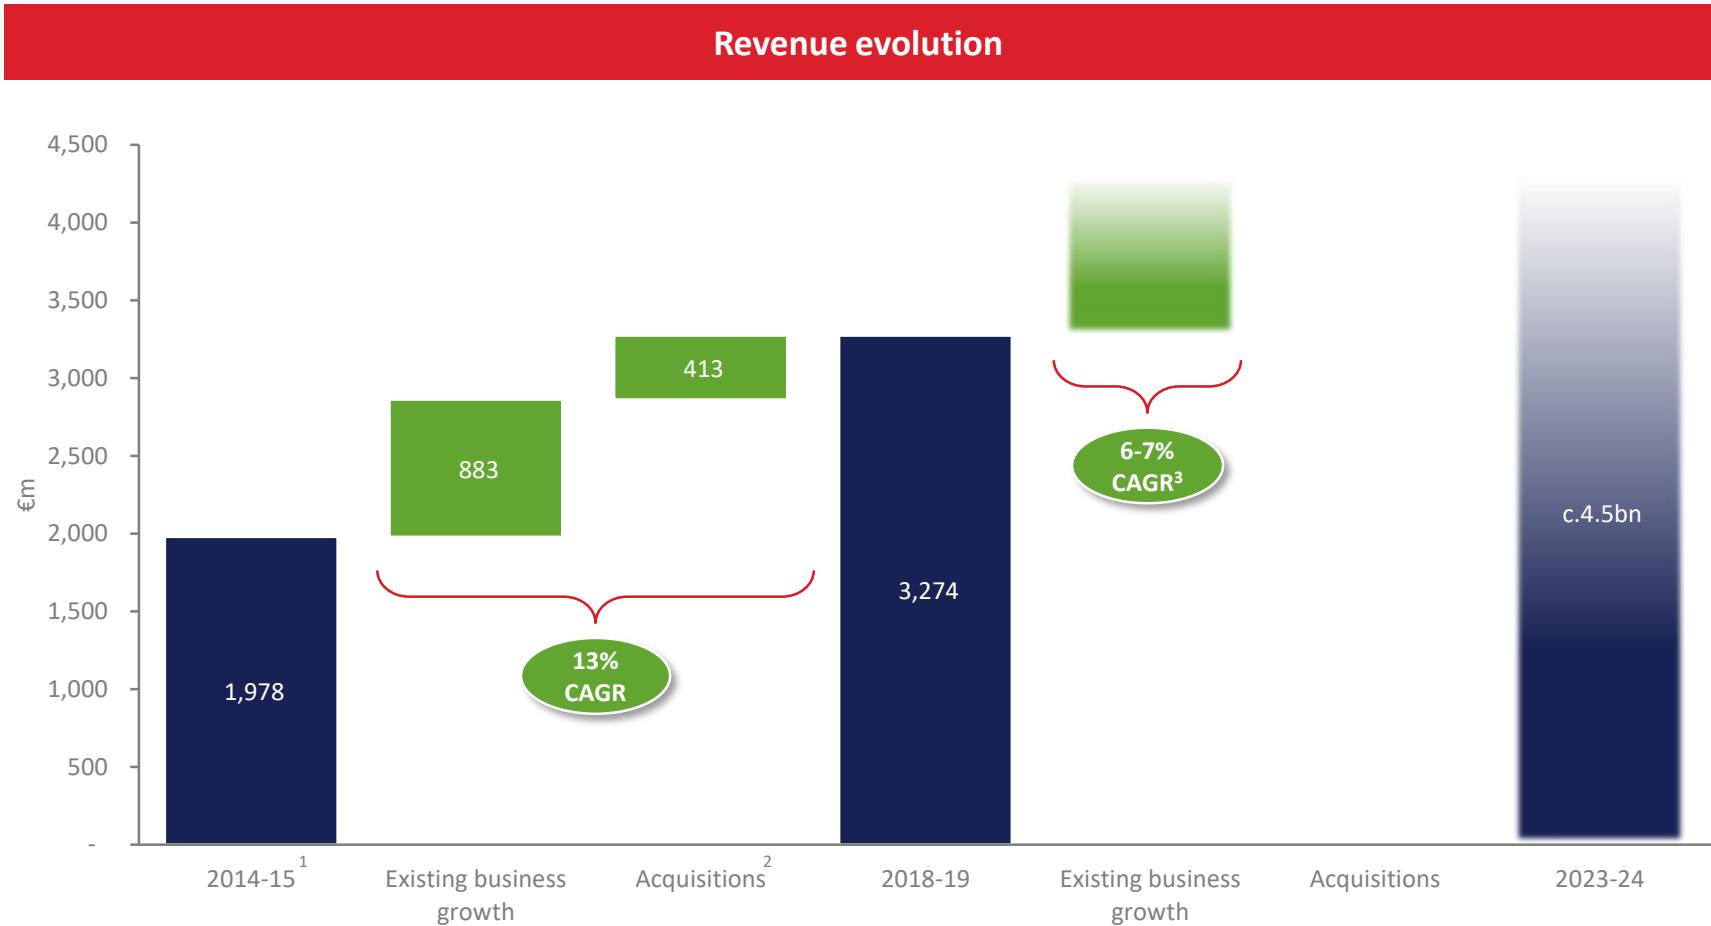 Revenue evolution
4,500
4,000
3,500
3,000
2,500
2,000
1,500
1,000
500
-
€m
1,978
883
413
13%
CAGR
3,274
6-7%
CAGR³
c.4.5bn
2014-15¹
Existing business
growth
Acquisitions²
2018-19
Existing business
growth
Acquisitions
2023-24